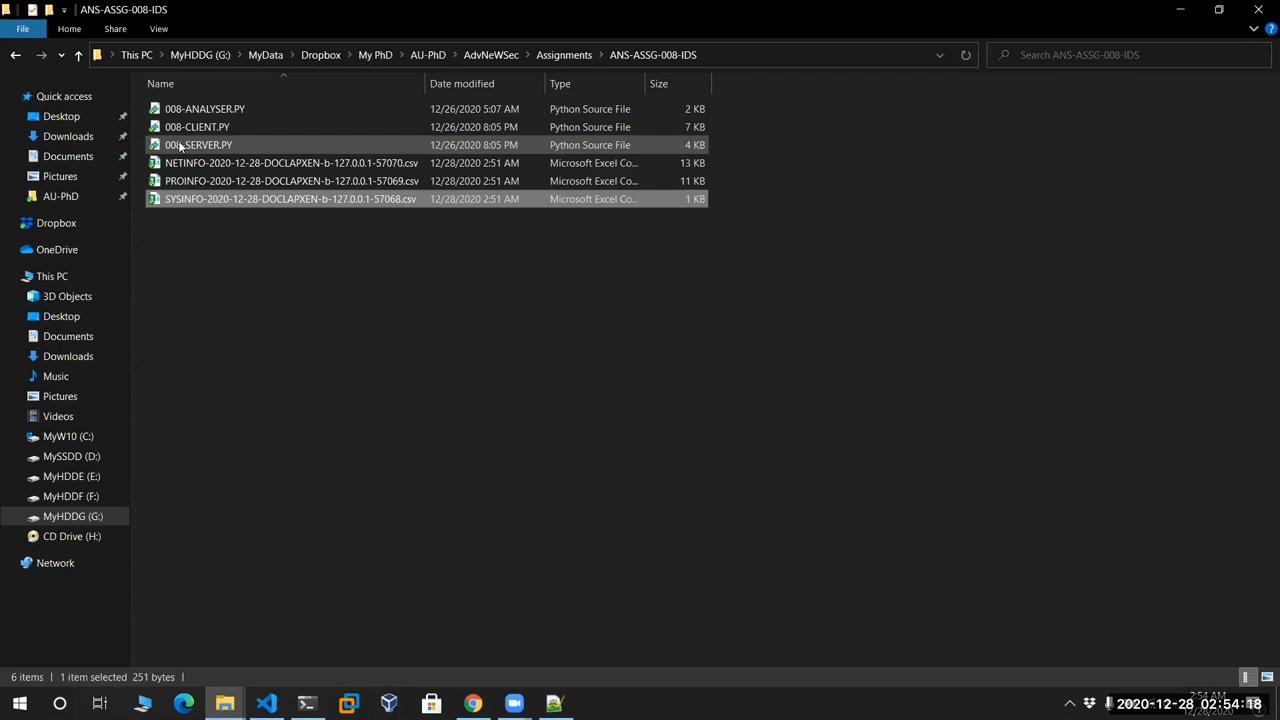 ANS-ASSG-008-IDS
File Home Share View
This PC MyHDDG (G:) MyData Dropbox My PhD AU-PhD AdvNeWSec Assignments ANS-ASSG-008-IDS Search ANS-ASSG-008-IDS
Name Date modified Type Size
008-ANALYSER.PY 12/26/2020 5:07 AM Python Source File 2 KB
008-CLIENT.PY 12/26/2020 8:05 PM Python Source File 7 KB
008-SERVER.PY 12/26/2020 8:05 PM Python Source File 4 KB
NETINFO-2020-12-28-DOCLAPXEN-b-127.0.0.1-57070.csv 12/28/2020 2:51 AM Microsoft Excel Co... 13 KB
PROINFO-2020-12-28-DOCLAPXEN-b-127.0.0.1-57069.csv 12/28/2020 2:51 AM Microsoft Excel Co... 11 KB
SYSINFO-2020-12-28-DOCLAPXEN-b-127.0.0.1-57068.csv 12/28/2020 2:51 AM Microsoft Excel Co... 1 KB
Quick access
Desktop
Downloads
Documents
Pictures
AU-PhD
Dropbox
OneDrive
This PC
3D Objects
Desktop
Documents
Downloads
Music
Pictures
Videos
MyW10 (C:)
MySSDD (D:)
MyHDDE (E:)
MyHDDF (F:)
MyHDDG (G:)
CD Drive (H:)
Network
6 items 1 item selected 251 bytes
2:54 AM
2020-12-28 02:54:18
12/28/2020